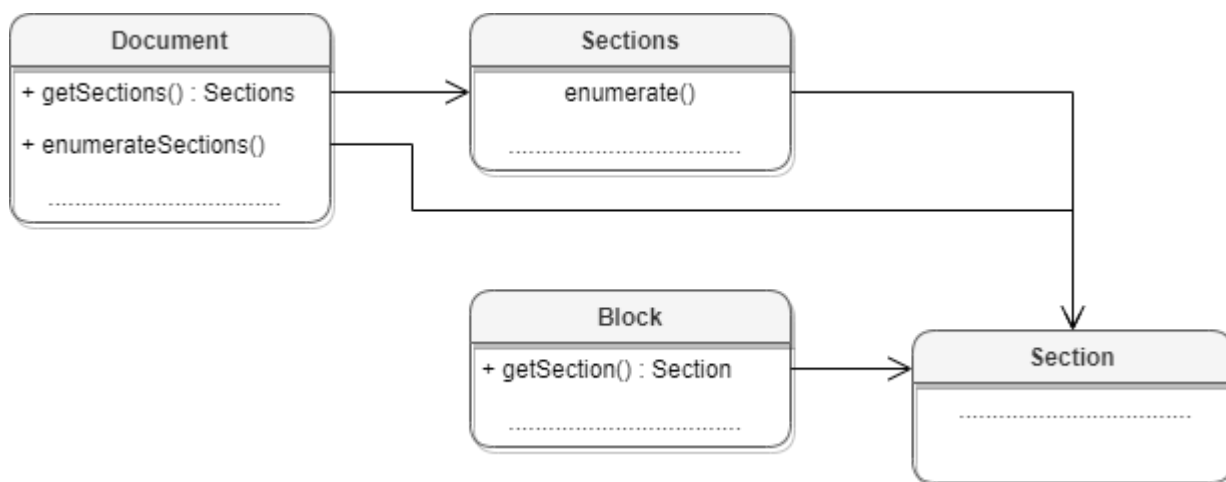 Document
+ getSections() : Sections
+ enumerateSections()
Sections
enumerate()
Block
+ getSection() : Section
Section